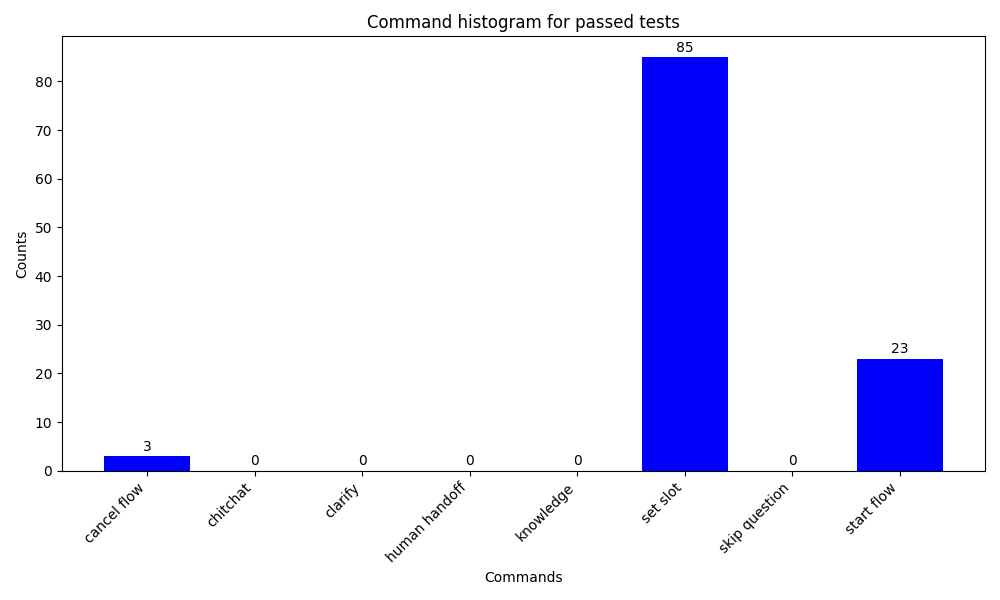 Command histogram for passed tests
Counts
80
70
60
50
40
30
20
10
0
3
0
0
0
0
85
0
23
cancel flow
chitchat
clarify
human handoff
knowledge
set slot
skip question
start flow
Commands